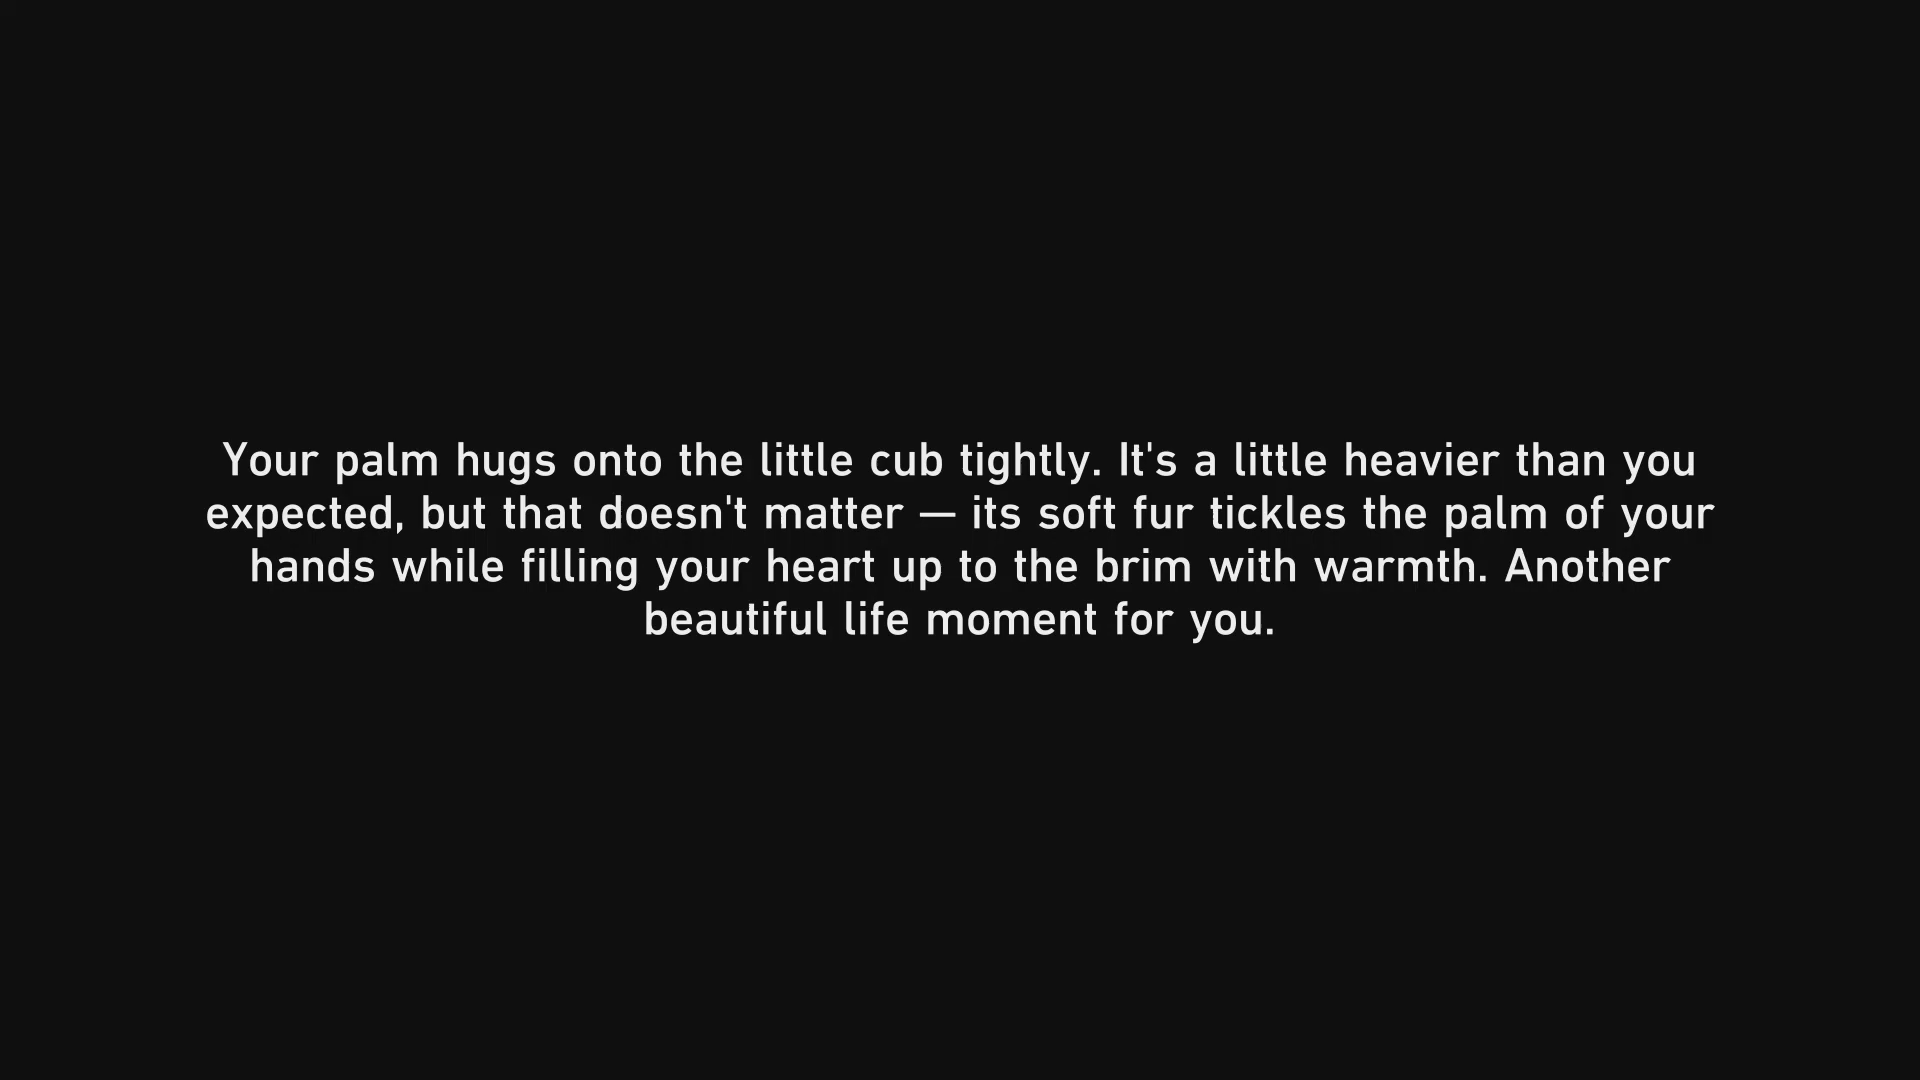 Your palm hugs onto the little cub tightly. It's a little heavier than you
expected, but that doesn't matter — its soft fur tickles the palm of your
hands while filling your heart up to the brim with warmth. Another
beautiful life moment for you.